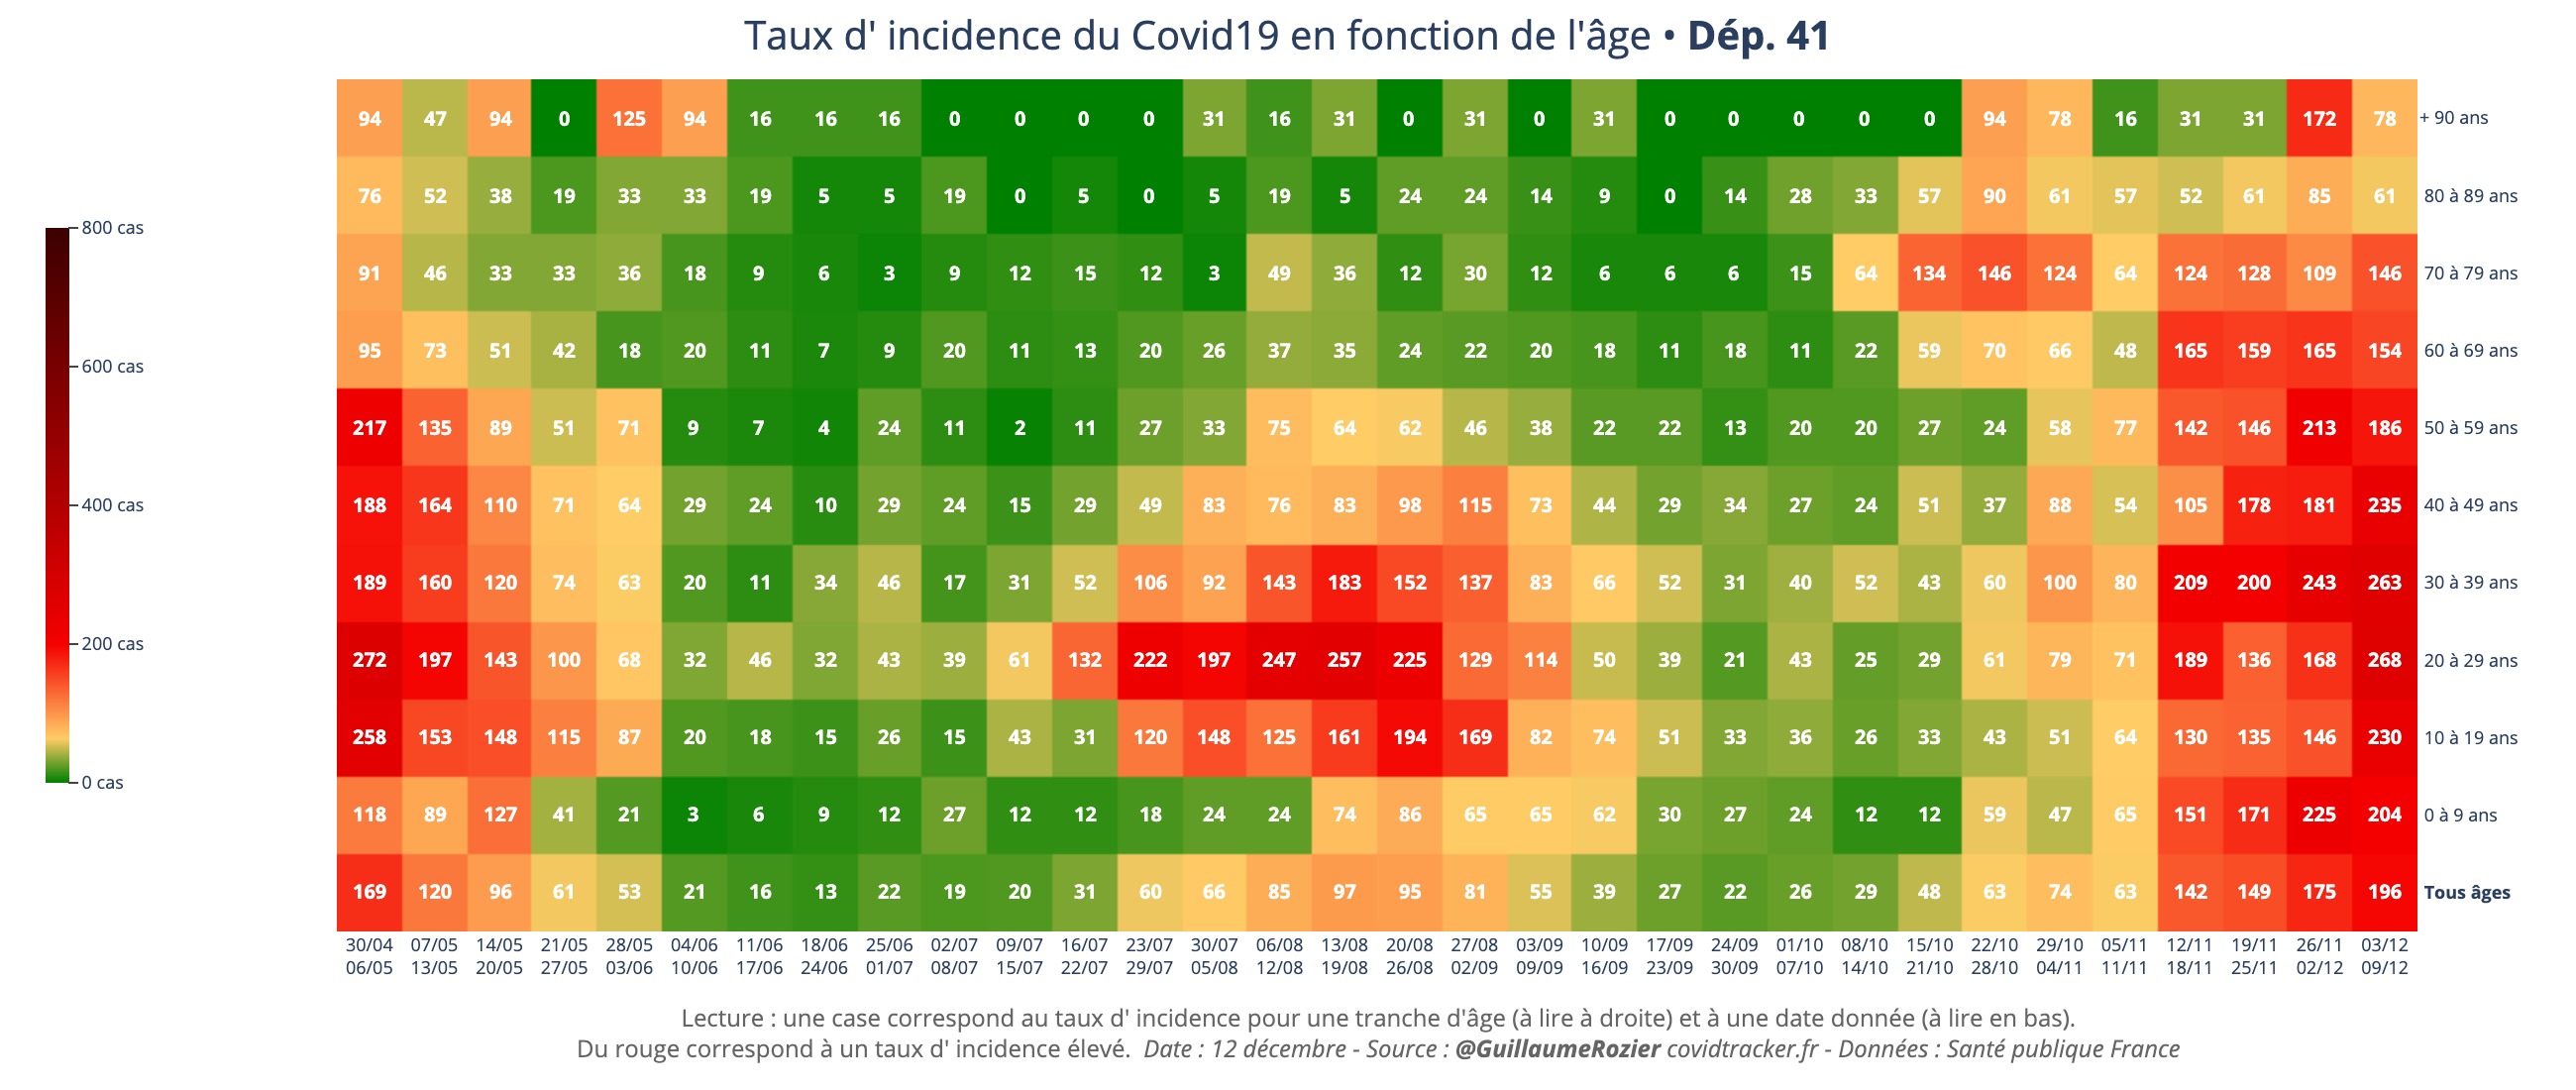 Taux d' incidence du Covid19 en fonction de l'âge • Dép. 41
94 47 94 0 125 94 16 16 16 0 0 0 0 31 16 31 0 31 0 31 0 0 0 0 0 94 78 16 31 31 172 78 + 90 ans
76 52 38 19 33 33 19 5 5 19 0 5 0 5 19 5 24 24 14 9 0 14 28 33 57 90 61 57 52 61 85 61 80 à 89 ans
91 46 33 33 36 18 9 6 3 9 12 15 12 3 49 36 12 30 12 6 6 6 15 64 134 146 124 64 124 128 109 146 70 à 79 ans
95 73 51 42 18 20 11 7 9 20 11 13 20 26 37 35 24 22 20 18 11 18 11 22 59 70 66 48 165 159 165 154 60 à 69 ans
217 135 89 51 71 9 7 4 24 11 2 11 27 33 75 64 62 46 38 22 22 13 20 20 27 24 58 77 142 146 213 186 50 à 59 ans
188 164 110 71 64 29 24 10 29 24 15 29 49 83 76 83 98 115 73 44 29 34 27 24 51 37 88 54 105 178 181 235 40 à 49 ans
189 160 120 74 63 20 11 34 46 17 31 52 106 92 143 183 152 137 83 66 52 31 40 52 43 60 100 80 209 200 243 263 30 à 39 ans
272 197 143 100 68 32 46 32 43 39 61 132 222 197 247 257 225 129 114 50 39 21 43 25 29 61 79 71 189 136 168 268 20 à 29 ans
258 153 148 115 87 20 18 15 26 15 43 31 120 148 125 161 194 169 82 74 51 33 36 26 33 43 51 64 130 135 146 230 10 à 19 ans
118 89 127 41 21 3 6 9 12 27 12 12 18 24 24 74 86 65 65 62 30 27 24 12 12 59 47 65 151 171 225 204 0 à 9 ans
169 120 96 61 53 21 16 13 22 19 20 31 60 66 85 97 95 81 55 39 27 22 26 29 48 63 74 63 142 149 175 196 Tous âges
30/04 07/05 14/05 21/05 28/05 04/06 11/06 18/06 25/06 02/07 09/07 16/07 23/07 30/07 06/08 13/08 20/08 27/08 03/09 10/09 17/09 24/09 01/10 08/10 15/10 22/10 29/10 05/11 12/11 19/11 26/11 03/12
06/05 13/05 20/05 27/05 03/06 10/06 17/06 24/06 01/07 08/07 15/07 22/07 29/07 05/08 12/08 19/08 26/08 02/09 09/09 16/09 23/09 30/09 07/10 14/10 21/10 28/10 04/11 11/11 18/11 25/11 02/12 09/12
800 cas
600 cas
400 cas
200 cas
0 cas
Lecture : une case correspond au taux d' incidence pour une tranche d'âge (à lire à droite) et à une date donnée (à lire en bas).
Du rouge correspond à un taux d' incidence élevé. Date : 12 décembre - Source : @GuillaumeRozier covidtracker.fr - Données : Santé publique France